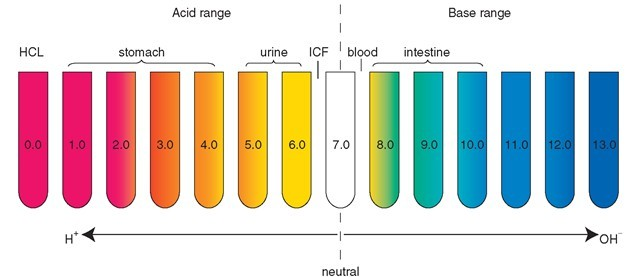 Acid range Base range
HCL stomach urine ICF blood intestine
0.0 1.0 2.0 3.0 4.0 5.0 6.0 7.0 8.0 9.0 10.0 11.0 12.0 13.0
H+ OH-
neutral